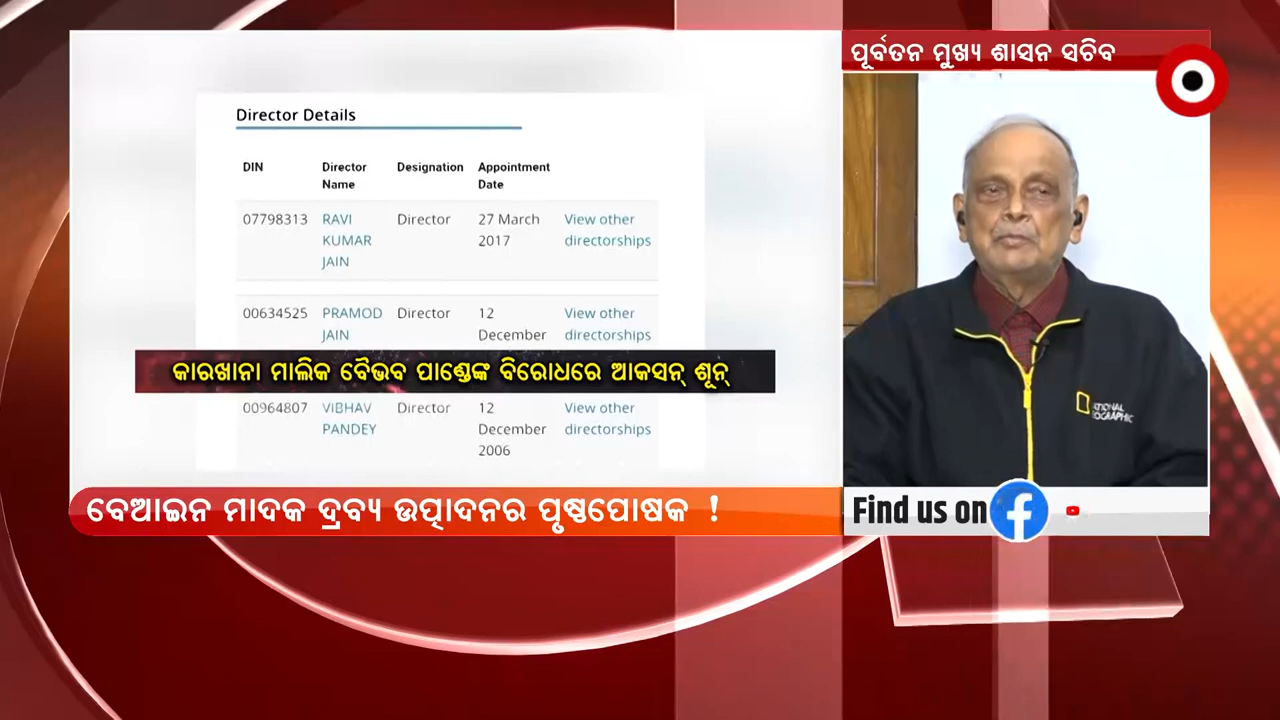 ପୂର୍ବତନ ମୁଖ୍ୟ ଶାସନ ସଚିବ
Director Details
DIN Director Name Designation Appointment Date
07798313 RAVI KUMAR JAIN Director 27 March 2017 View other directorships
00634525 PRAMOD JAIN Director 12 December View other directorships
କାରଖାନା ମାଲିକ ବୈଭବ ପାଣ୍ଡେଙ୍କ ବିରୋଧରେ ଆକସନ୍ ଶୂନ୍
00964807 VIBHAV PANDEY Director 12 December 2006 View other directorships
ବେଆଇନ ମାଦକ ଦ୍ରବ୍ୟ ଉତ୍ପାଦନର ପୃଷ୍ଠପୋଷକ !
Find us on